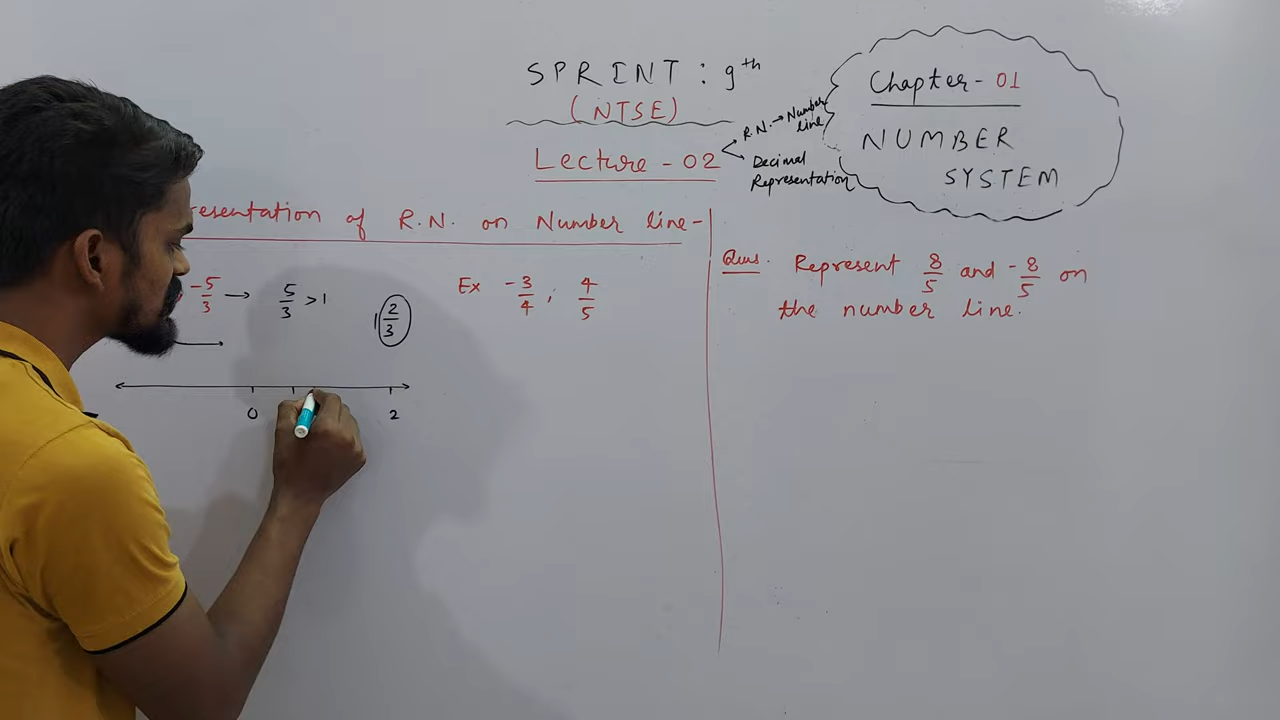 SPRINT : 9th
(NTSE)
Lecture - 02
R.N. → Number line
Decimal Representation
Chapter - 01
NUMBER
SYSTEM
resentation of R.N. on Number line -
-5/3 → 5/3 > 1
1 2/3
0 2
Ex -3/4 , 4/5
Ques. Represent 8/5 and -8/5 on
the number line.